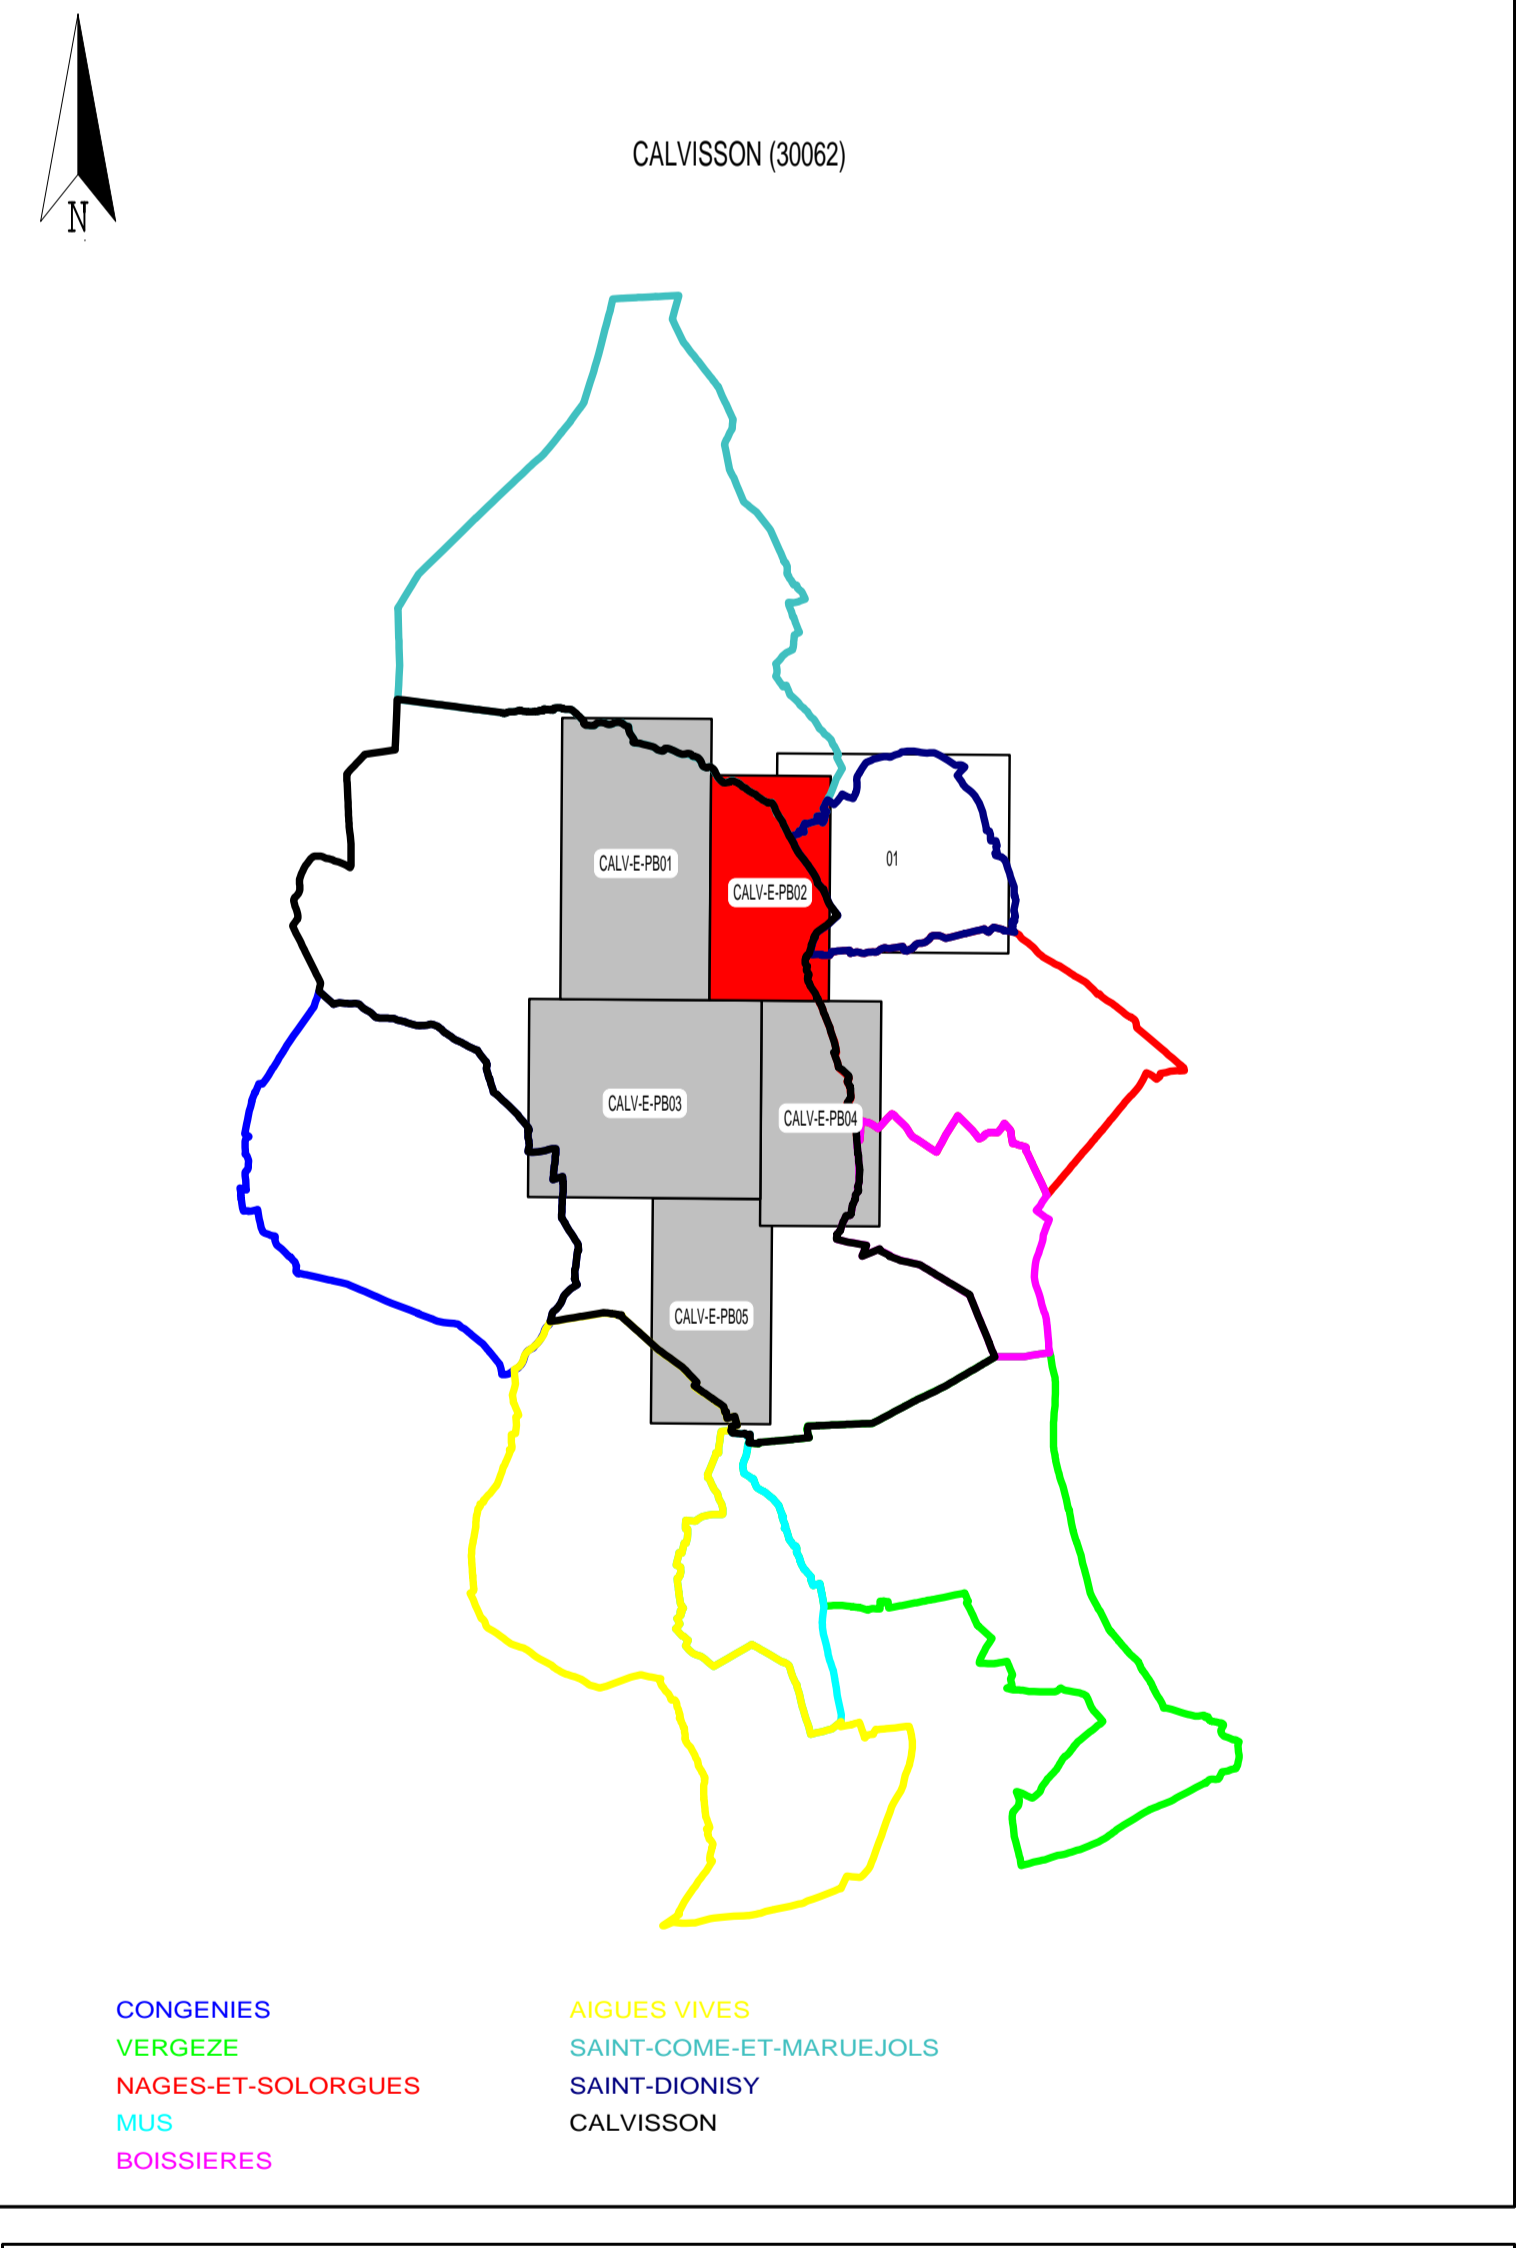 N
CALVISSON (30062)
CALV-E-PB01
CALV-E-PB02
01
CALV-E-PB03
CALV-E-PB04
CALV-E-PB05
CONGENIES
VERGEZE
NAGES-ET-SOLORGUES
MUS
BOISSIERES
AIGUES VIVES
SAINT-COME-ET-MARUEJOLS
SAINT-DIONISY
CALVISSON